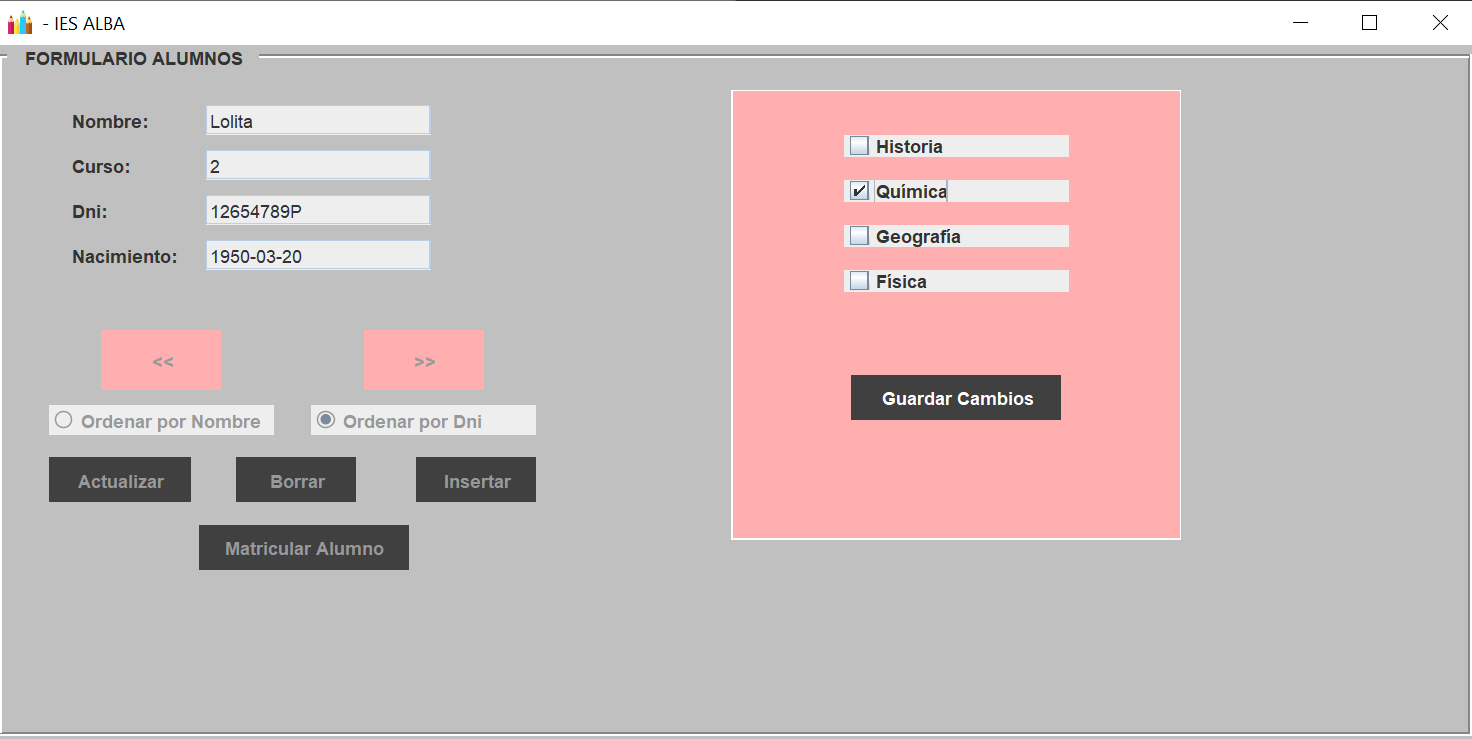 - IES ALBA
FORMULARIO ALUMNOS
Nombre: Lolita
Curso: 2
Dni: 12654789P
Nacimiento: 1950-03-20
<< >>
Ordenar por Nombre Ordenar por Dni
Actualizar Borrar Insertar
Matricular Alumno
Historia
Química
Geografía
Física
Guardar Cambios